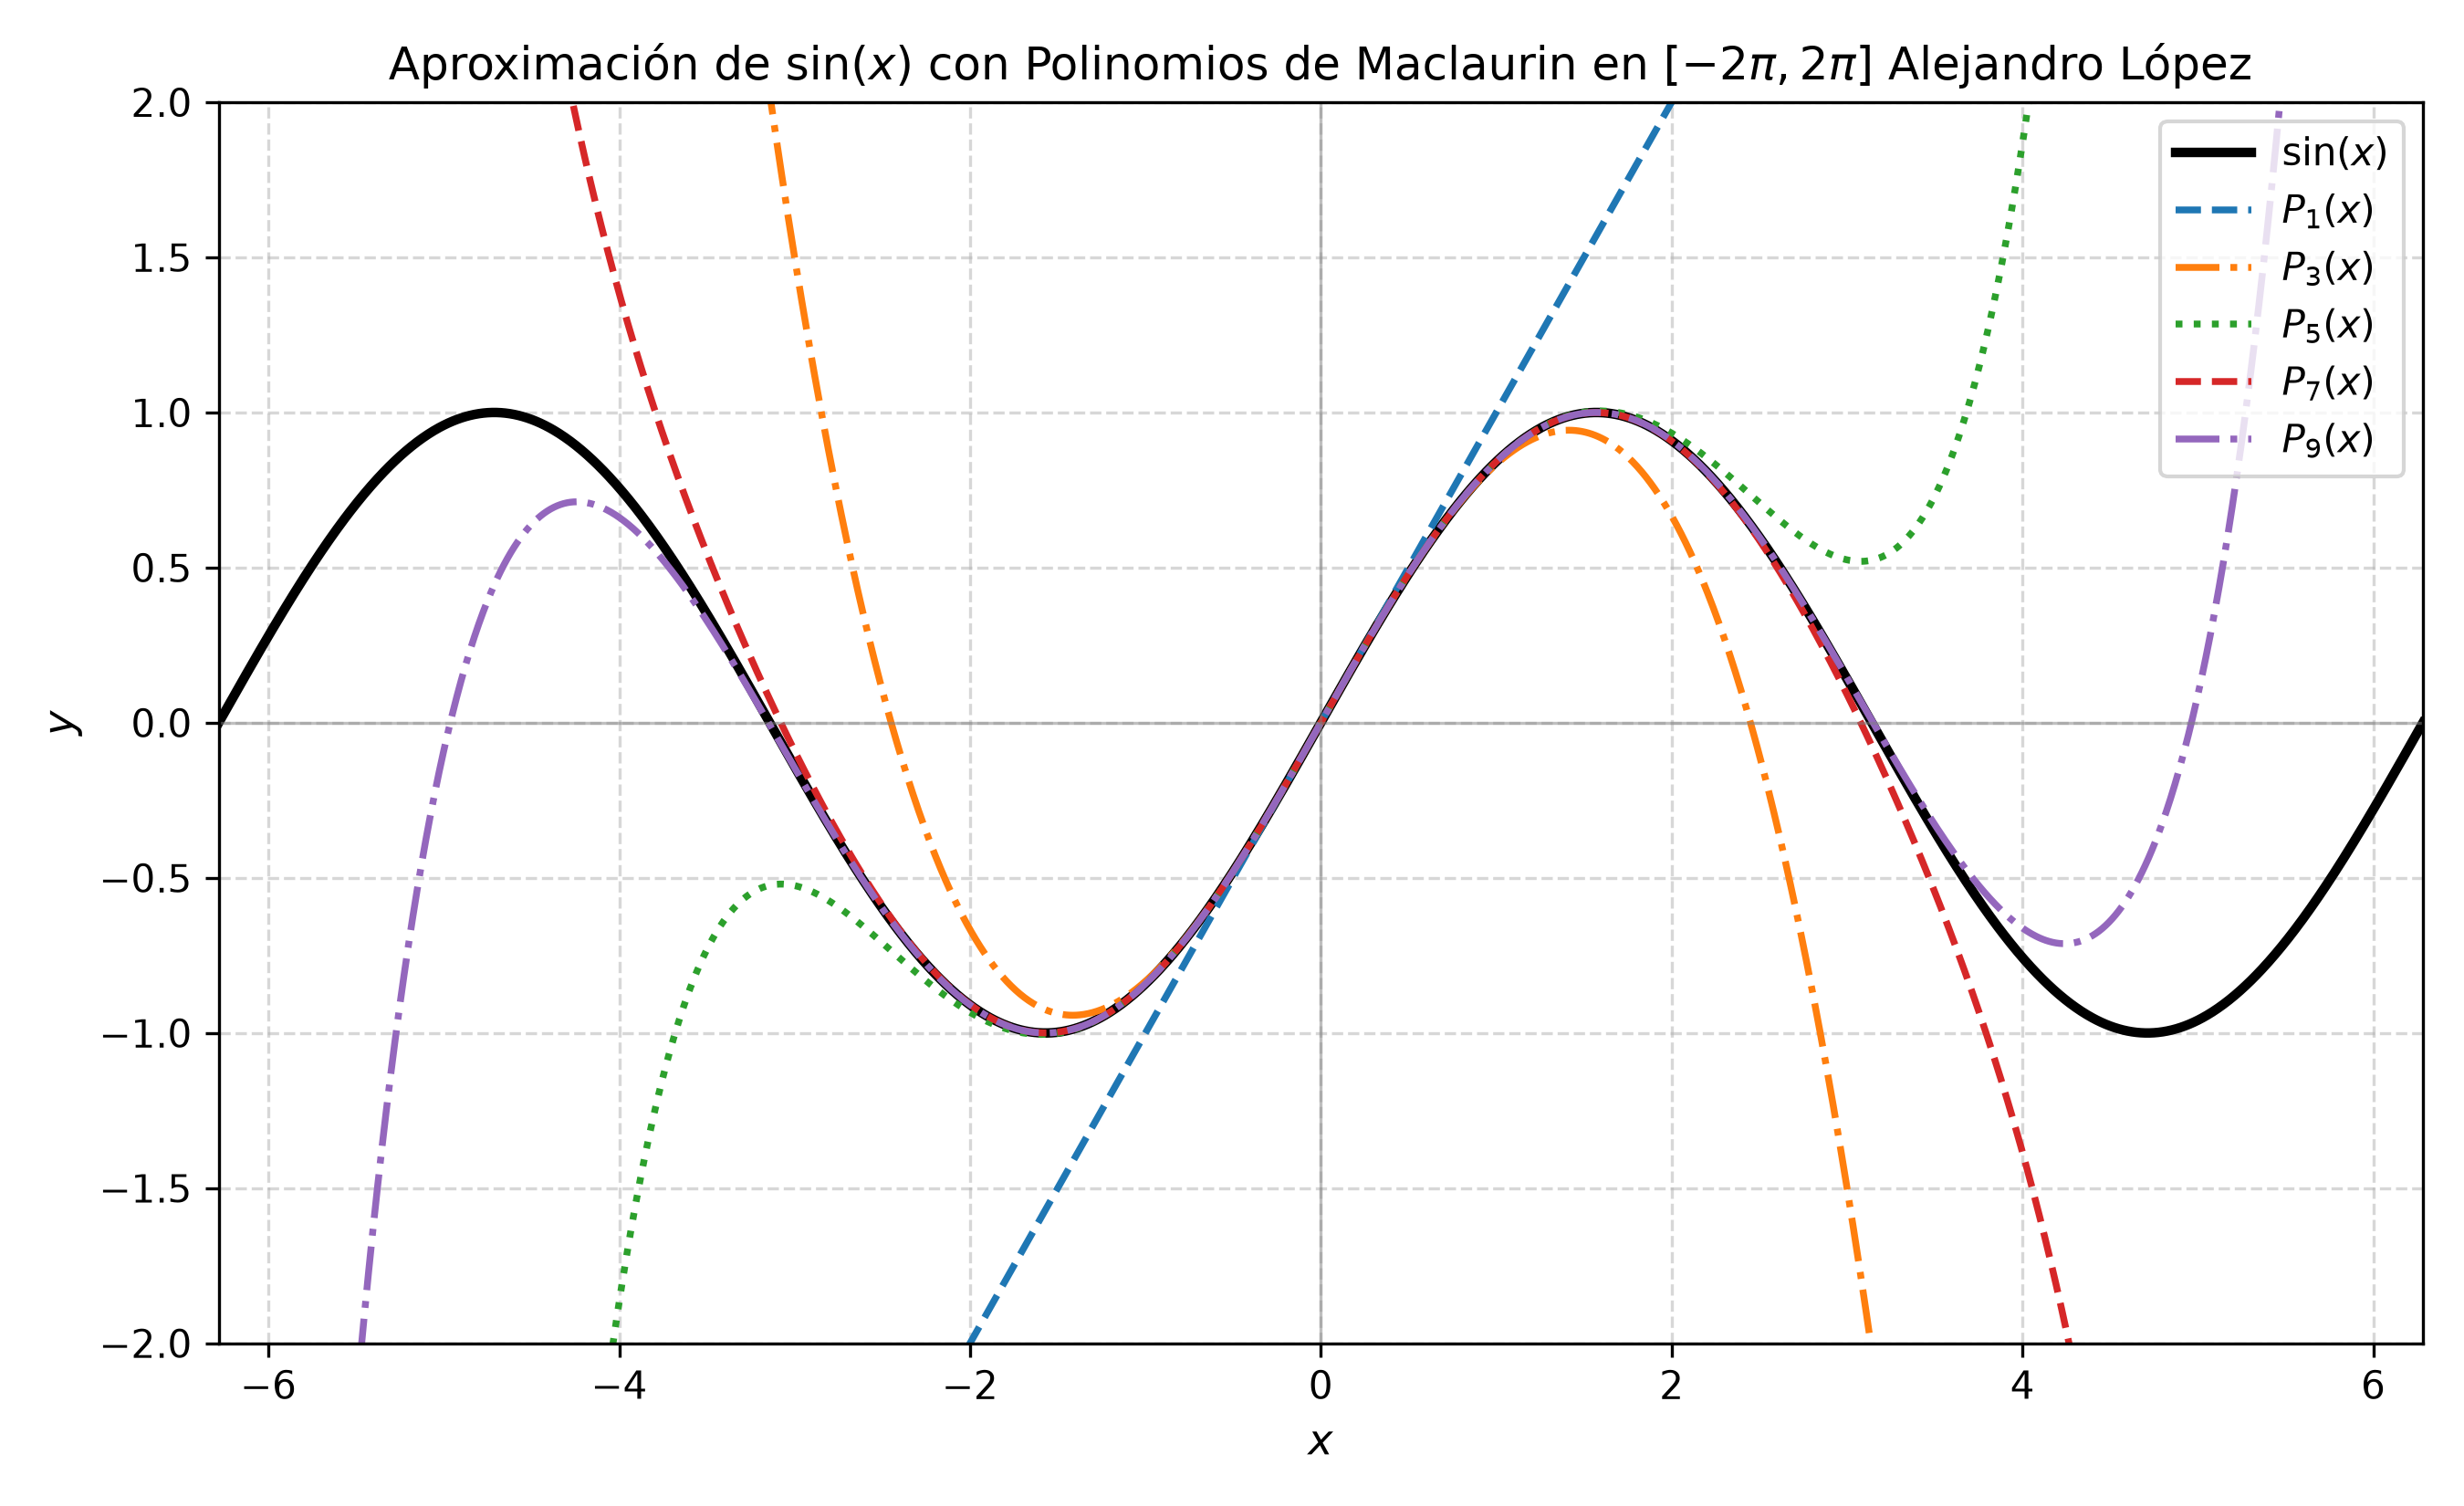 Aproximación de sin(x) con Polinomios de Maclaurin en [−2π, 2π] Alejandro López
2.0
1.5
1.0
0.5
0.0
−0.5
−1.0
−1.5
−2.0
y
sin(x)
P₁(x)
P₃(x)
P₅(x)
P₇(x)
P₉(x)
−6 −4 −2 0 2 4 6
x